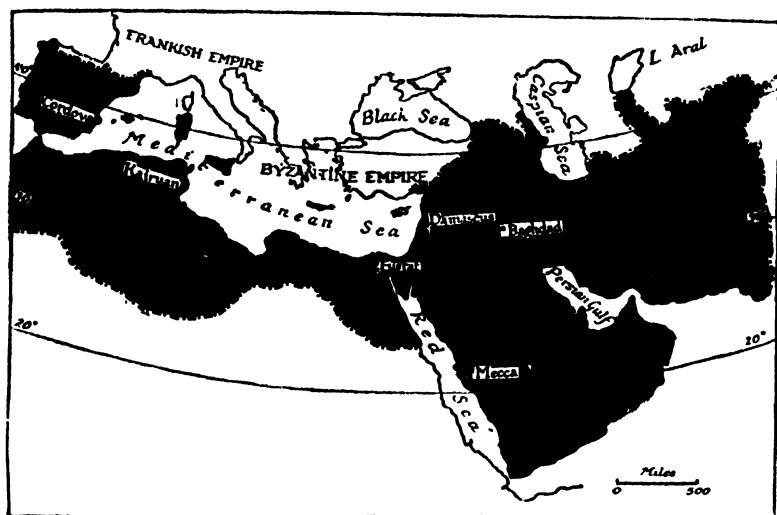 FRANKISH EMPIRE
L Aral
Caspian Sea
Black Sea
Cordova
Mediterranean Sea
Kairuan
BYZANTINE EMPIRE
Damascus
Baghdad
Persian Gulf
20°
20°
Red Sea
Mecca
Miles
0 500